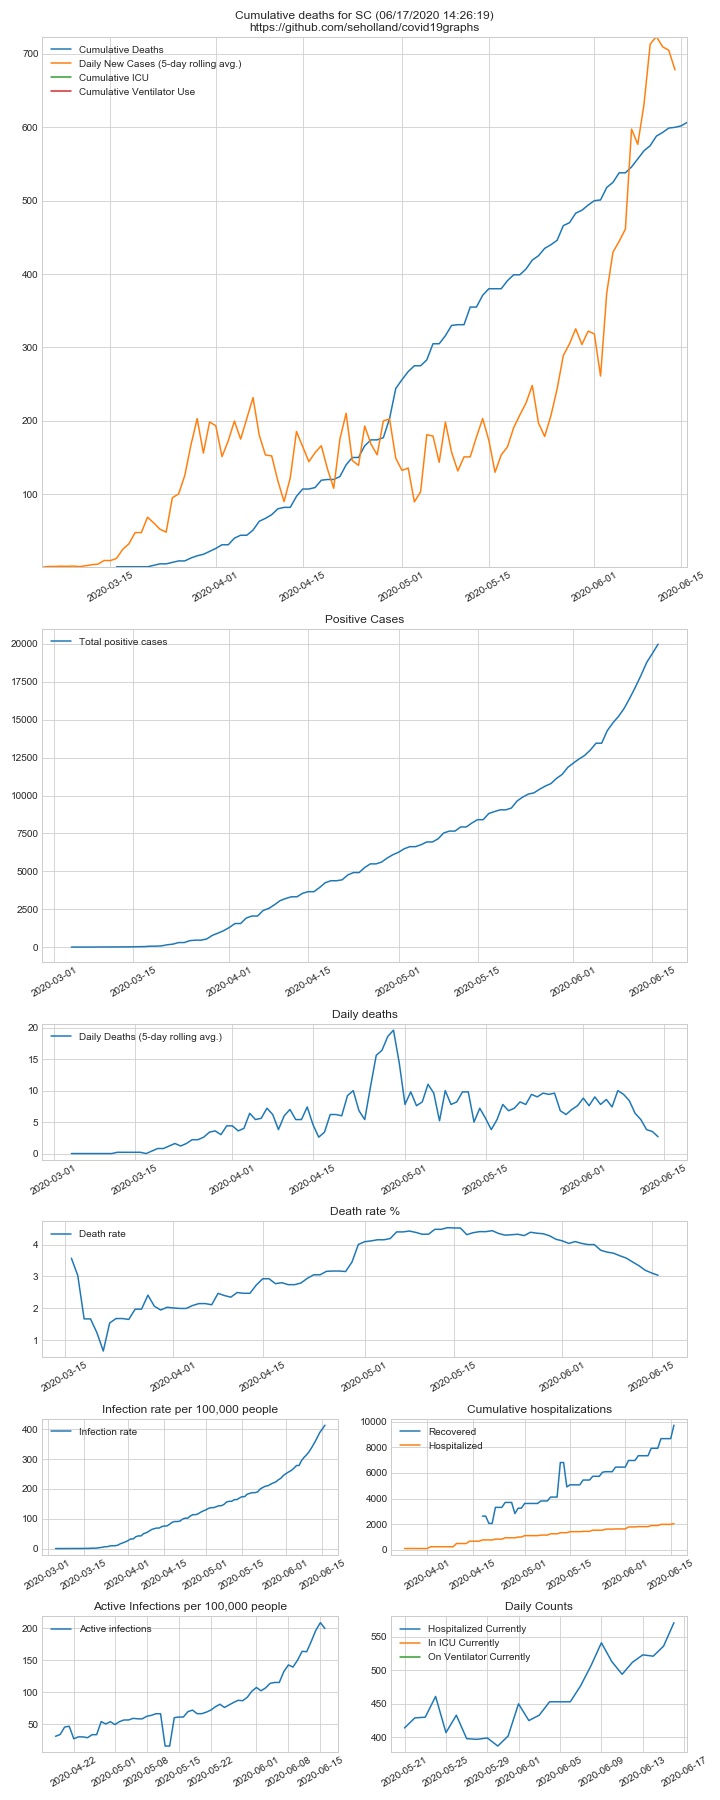 Cumulative deaths for SC (06/17/2020 14:26:19)
https://github.com/seholland/covid19graphs
Cumulative Deaths
Daily New Cases (5-day rolling avg.)
Cumulative ICU
Cumulative Ventilator Use
700
600
500
400
300
200
100
2020-03-15 2020-04-01 2020-04-15 2020-05-01 2020-05-15 2020-06-01 2020-06-15
Positive Cases
Total positive cases
20000
17500
15000
12500
10000
7500
5000
2500
0
2020-03-01 2020-03-15 2020-04-01 2020-04-15 2020-05-01 2020-05-15 2020-06-01 2020-06-15
Daily deaths
Daily Deaths (5-day rolling avg.)
20
15
10
5
0
2020-03-01 2020-03-15 2020-04-01 2020-04-15 2020-05-01 2020-05-15 2020-06-01 2020-06-15
Death rate %
Death rate
4
3
2
1
2020-03-15 2020-04-01 2020-04-15 2020-05-01 2020-05-15 2020-06-01 2020-06-15
Infection rate per 100,000 people
Infection rate
400
300
200
100
0
2020-03-01 2020-03-15 2020-04-01 2020-04-15 2020-05-01 2020-05-15 2020-06-01 2020-06-15
Cumulative hospitalizations
Recovered
Hospitalized
10000
8000
6000
4000
2000
0
2020-04-01 2020-04-15 2020-05-01 2020-05-15 2020-06-01 2020-06-15
Active Infections per 100,000 people
Active infections
200
150
100
50
2020-04-22 2020-05-01 2020-05-08 2020-05-15 2020-05-22 2020-06-01 2020-06-08 2020-06-15
Daily Counts
Hospitalized Currently
In ICU Currently
On Ventilator Currently
550
500
450
400
2020-05-21 2020-05-25 2020-05-29 2020-06-01 2020-06-05 2020-06-09 2020-06-13 2020-06-17